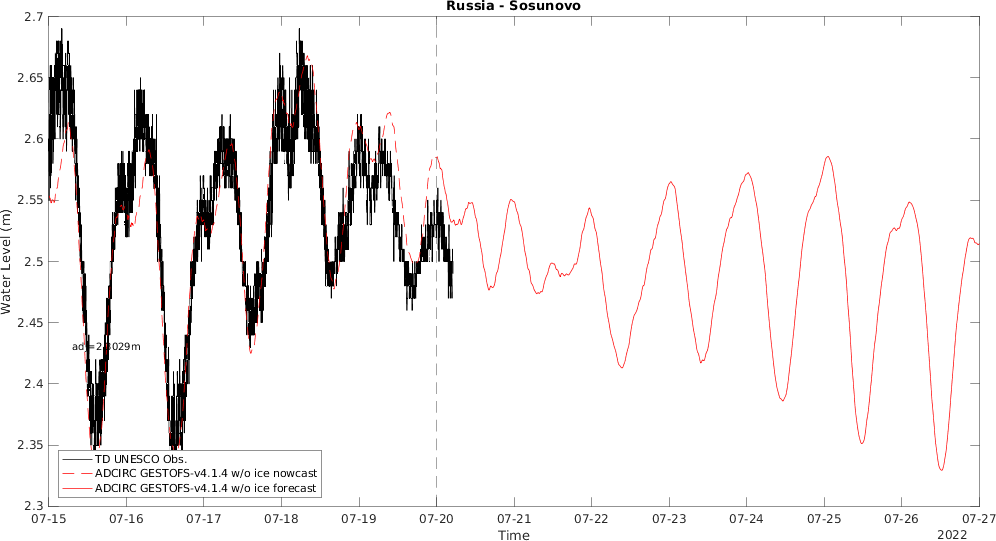 Russia - Sosunovo
2.7
2.65
2.6
2.55
2.5
2.45
2.4
2.35
2.3
Water Level (m)
TD UNESCO Obs.
ADCIRC GESTOFS-v4.1.4 w/o ice nowcast
ADCIRC GESTOFS-v4.1.4 w/o ice forecast
07-15 07-16 07-17 07-18 07-19 07-20 07-21 07-22 07-23 07-24 07-25 07-26 07-27
Time
2022